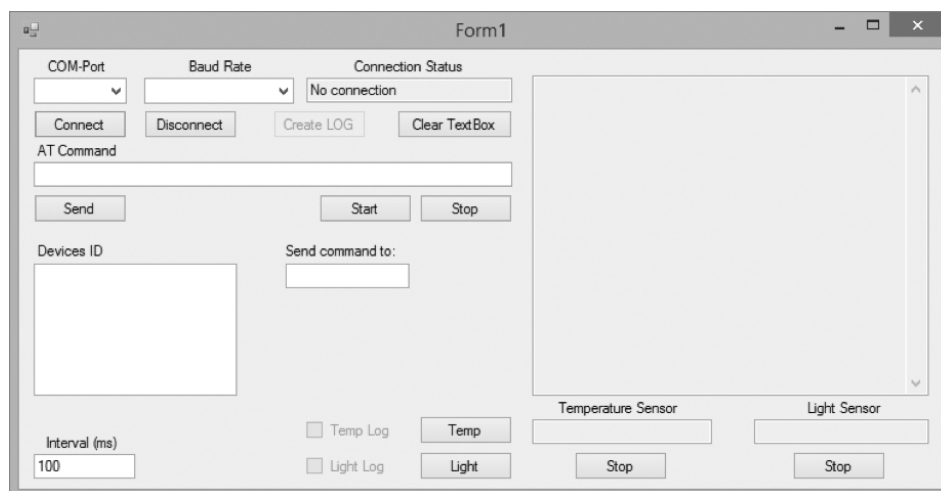 Form1
COM-Port Baud Rate Connection Status
No connection
Connect Disconnect Create LOG Clear TextBox
AT Command
Send Start Stop
Devices ID Send command to:
Temperature Sensor Light Sensor
Temp Log Temp
Interval (ms)
100 Light Log Light Stop Stop